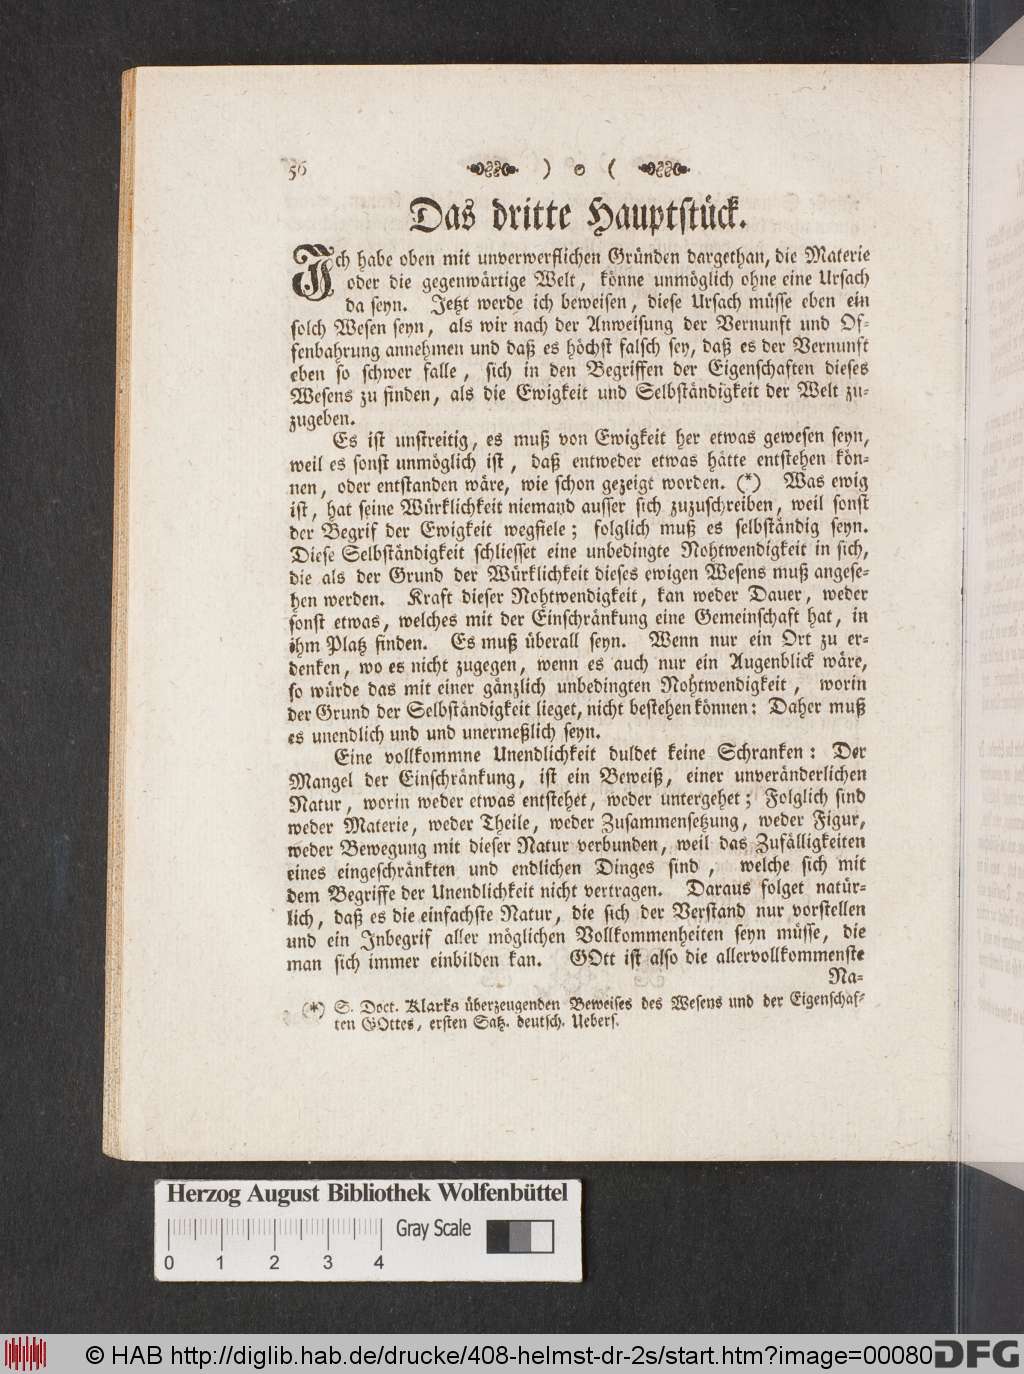 56 ) o (
Das dritte Hauptstück.
Ich habe oben mit unverwerflichen Gründen dargethan, die Materie
oder die gegenwärtige Welt, könne unmöglich ohne eine Ursach
da seyn. Jetzt werde ich beweisen, diese Ursach müsse eben ein
solch Wesen seyn, als wir nach der Anweisung der Vernunft und Of-
fenbahrung annehmen und daß es höchst falsch sey, daß es der Vernunft
eben so schwer falle, sich in den Begriffen der Eigenschaften dieses
Wesens zu finden, als die Ewigkeit und Selbständigkeit der Welt zu-
zugeben.
Es ist unstreitig, es muß von Ewigkeit her etwas gewesen seyn,
weil es sonst unmöglich ist, daß entweder etwas hätte entstehen kön-
nen, oder entstanden wäre, wie schon gezeigt worden. (*) Was ewig
ist, hat seine Würklichkeit niemand ausser sich zuzuschreiben, weil sonst
der Begrif der Ewigkeit wegfiele; folglich muß es selbständig seyn.
Diese Selbständigkeit schliesset eine unbedingte Nohtwendigkeit in sich,
die als der Grund der Würklichkeit dieses ewigen Wesens muß angese-
hen werden. Kraft dieser Nohtwendigkeit, kan weder Dauer, weder
sonst etwas, welches mit der Einschränkung eine Gemeinschaft hat, in
ihm Platz finden. Es muß überall seyn. Wenn nur ein Ort zu er-
denken, wo es nicht zugegen, wenn es auch nur ein Augenblick wäre,
so würde das mit einer gänzlich unbedingten Nohtwendigkeit, worin
der Grund der Selbständigkeit lieget, nicht bestehen können: Daher muß
es unendlich und und unermeßlich seyn.
Eine vollkommne Unendlichkeit duldet keine Schranken: Der
Mangel der Einschränkung, ist ein Beweiß, einer unveränderlichen
Natur, worin weder etwas entstehet, weder untergehet; Folglich sind
weder Materie, weder Theile, weder Zusammensetzung, weder Figur,
weder Bewegung mit dieser Natur verbunden, weil das Zufälligkeiten
eines eingeschränkten und endlichen Dinges sind, welche sich mit
dem Begriffe der Unendlichkeit nicht vertragen. Daraus folget natür-
lich, daß es die einfachste Natur, die sich der Verstand nur vorstellen
und ein Inbegrif aller möglichen Vollkommenheiten seyn müsse, die
man sich immer einbilden kan. GOtt ist also die allervollkommenste
Na-
(*) S. Doct. Klarks überzeugenden Beweises des Wesens und der Eigenschaf-
ten GOttes, ersten Satz. deutsch. Uebers.
Herzog August Bibliothek Wolfenbüttel
Gray Scale
0 1 2 3 4
© HAB http://diglib.hab.de/drucke/408-helmst-dr-2s/start.htm?image=00080 DFG